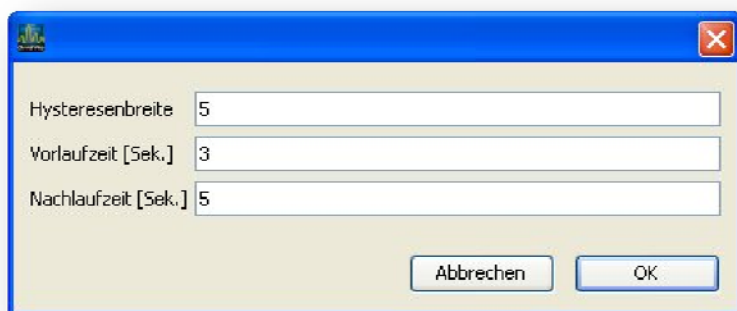 Hysteresenbreite 5
Vorlaufzeit [Sek.] 3
Nachlaufzeit [Sek.] 5
Abbrechen OK